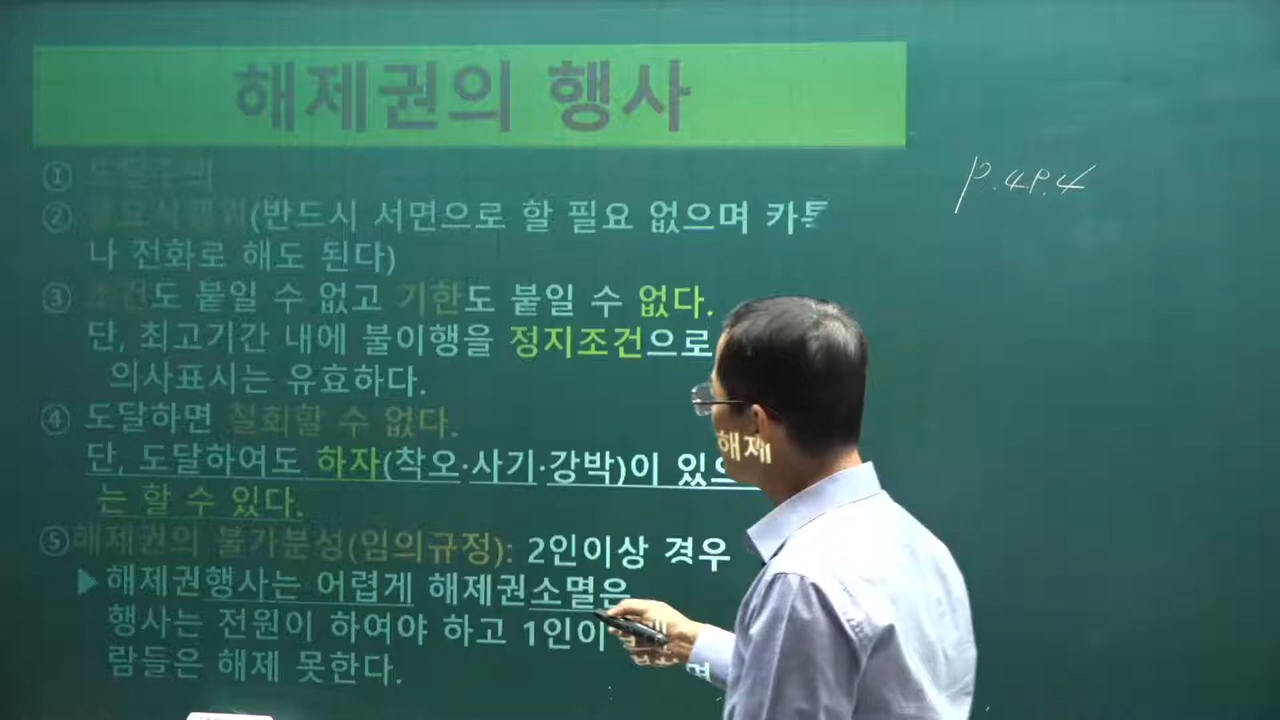 해제권의 행사
① 도달주의
② 불요식행위(반드시 서면으로 할 필요 없으며 카톡
나 전화로 해도 된다)
③ 조건도 붙일 수 없고 기한도 붙일 수 없다.
단, 최고기간 내에 불이행을 정지조건으로
해제
의사표시는 유효하다.
④ 도달하면 철회할 수 없다.
단, 도달하여도 하자(착오·사기·강박)이 있으
는 할 수 있다.
⑤해제권의 불가분성(임의규정): 2인이상 경우
▶해제권행사는 어렵게 해제권소멸은
행사는 전원이 하여야 하고 1인이
면
람들은 해제 못한다.
p.4P.4